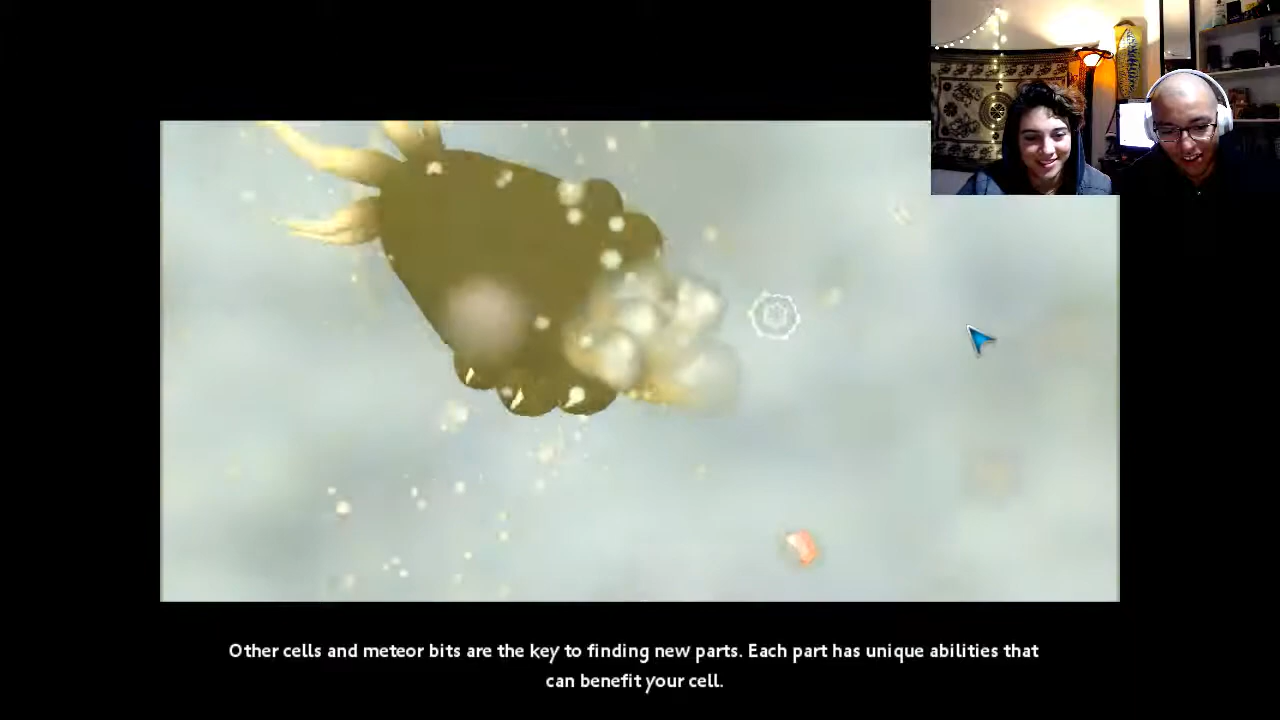 Other cells and meteor bits are the key to finding new parts. Each part has unique abilities that
can benefit your cell.